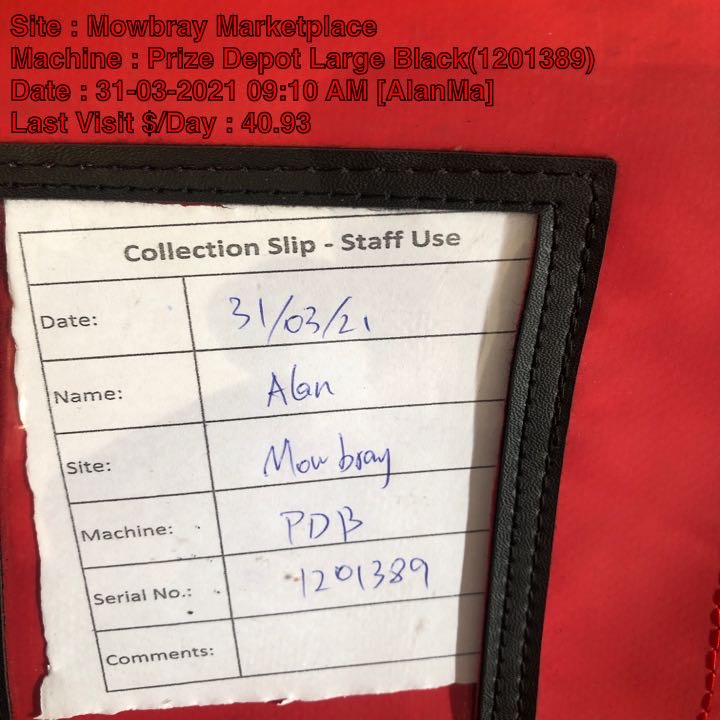 Site : Mowbray Marketplace
Machine : Prize Depot Large Black(1201389)
Date : 31-03-2021 09:10 AM [AlanMa]
Last Visit $/Day : 40.93
Collection Slip - Staff Use
Date: 31/03/21
Name: Alan
Site: Mowbray
Machine: PDB
Serial No.: 1201389
Comments: